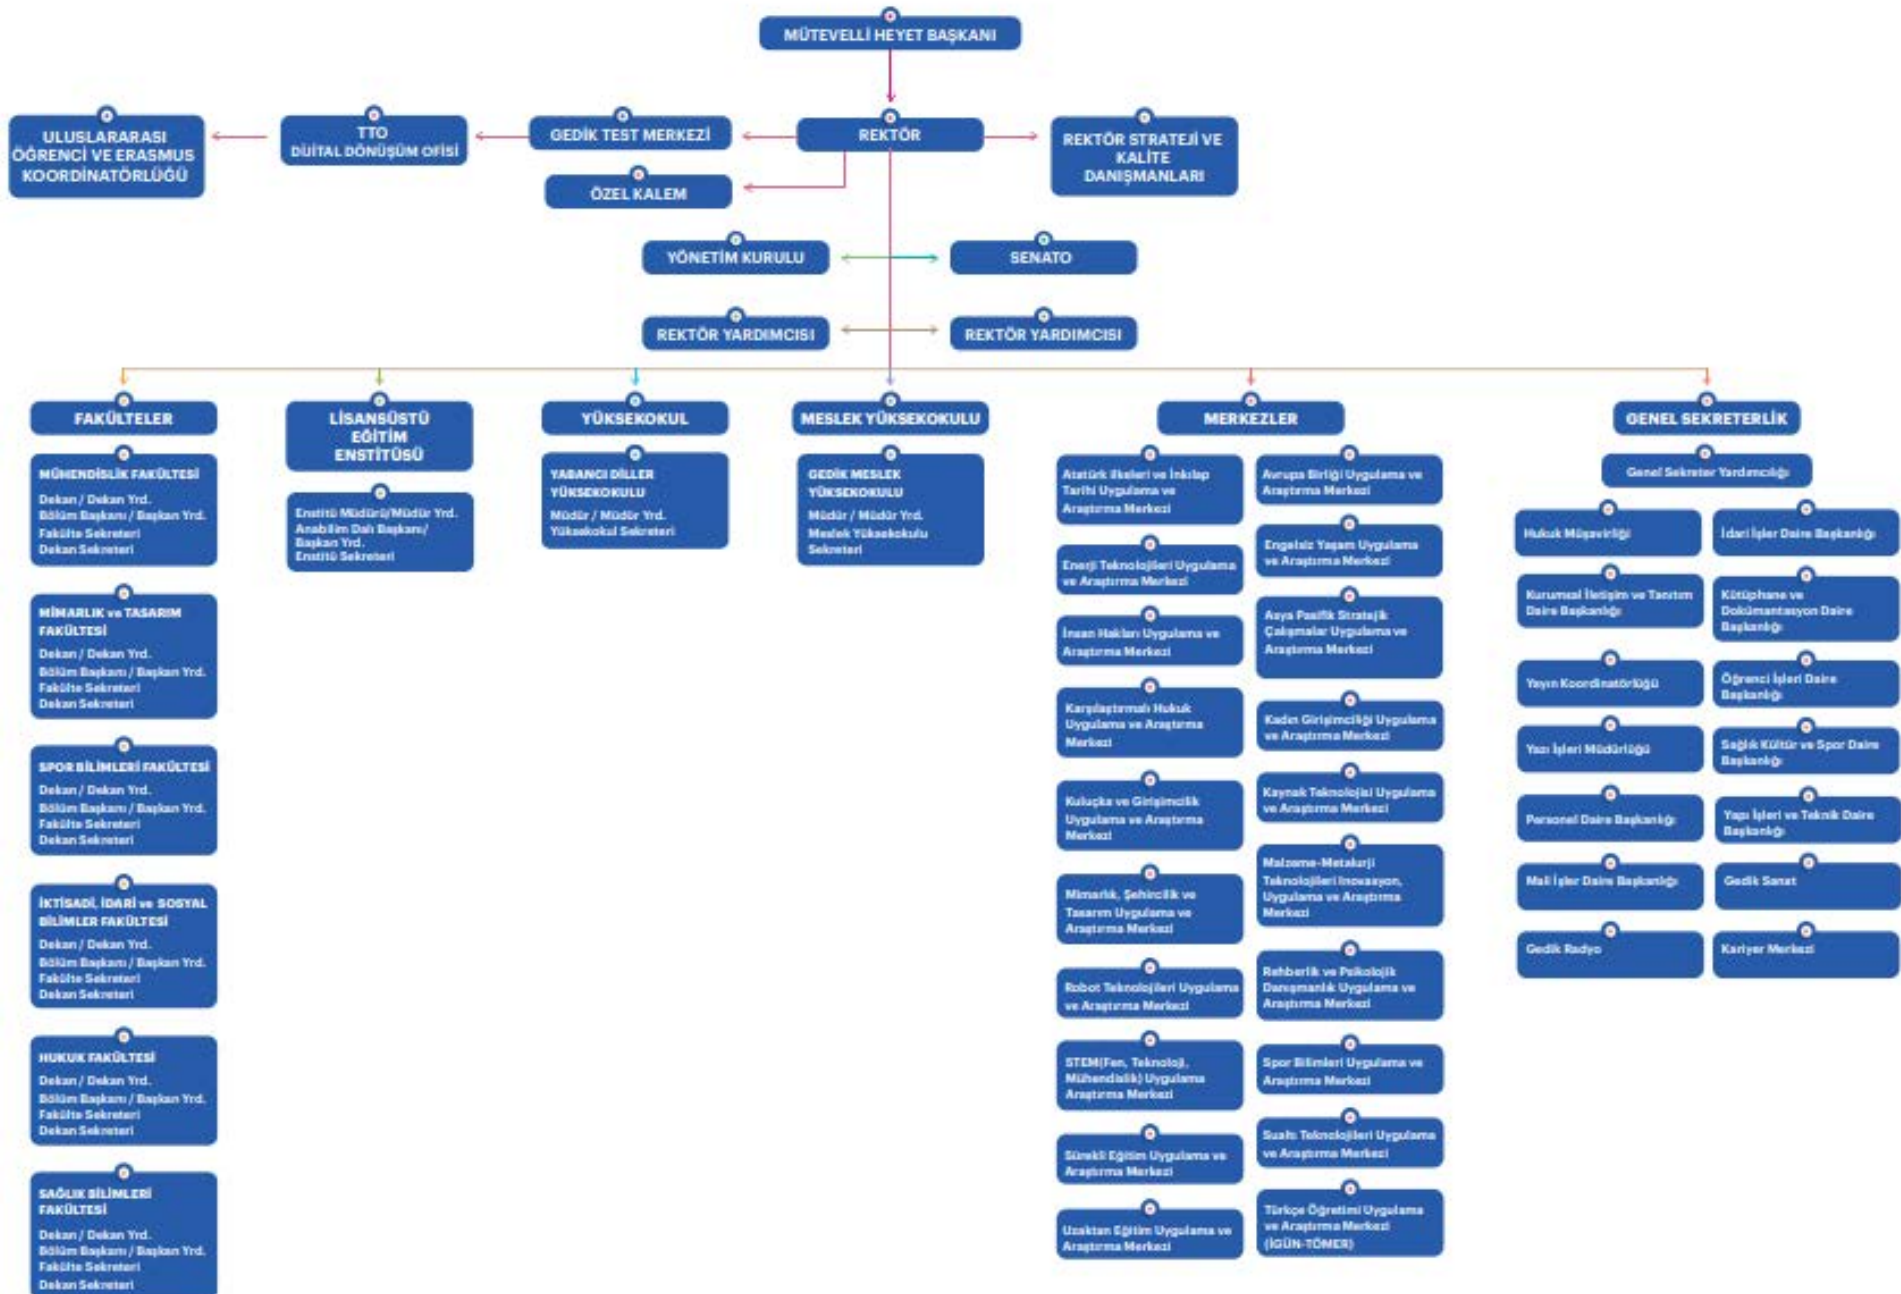 MÜTEVELLİ HEYET BAŞKANI
ULUSLARARASI
ÖĞRENCİ VE ERASMUS
KOORDİNATÖRLÜĞÜ
TTO
DİJİTAL DÖNÜŞÜM OFİSİ
GEDİK TEST MERKEZİ
REKTÖR
REKTÖR STRATEJİ VE
KALİTE
DANIŞMANLARI
ÖZEL KALEM
YÖNETİM KURULU
SENATO
REKTÖR YARDIMCISI
REKTÖR YARDIMCISI
FAKÜLTELER
MÜHENDİSLİK FAKÜLTESİ
Dekan / Dekan Yrd.
Bölüm Başkanı / Başkan Yrd.
Fakülte Sekreteri
Dekan Sekreteri
MİMARLIK ve TASARIM
FAKÜLTESİ
Dekan / Dekan Yrd.
Bölüm Başkanı / Başkan Yrd.
Fakülte Sekreteri
Dekan Sekreteri
SPOR BİLİMLERİ FAKÜLTESİ
Dekan / Dekan Yrd.
Bölüm Başkanı / Başkan Yrd.
Fakülte Sekreteri
Dekan Sekreteri
İKTİSADİ, İDARİ ve SOSYAL
BİLİMLER FAKÜLTESİ
Dekan / Dekan Yrd.
Bölüm Başkanı / Başkan Yrd.
Fakülte Sekreteri
Dekan Sekreteri
HUKUK FAKÜLTESİ
Dekan / Dekan Yrd.
Bölüm Başkanı / Başkan Yrd.
Fakülte Sekreteri
Dekan Sekreteri
SAĞLIK BİLİMLERİ
FAKÜLTESİ
Dekan / Dekan Yrd.
Bölüm Başkanı / Başkan Yrd.
Fakülte Sekreteri
Dekan Sekreteri
LİSANSÜSTÜ
EĞİTİM
ENSTİTÜSÜ
Enstitü Müdürü/Müdür Yrd.
Anabilim Dalı Başkanı/
Başkan Yrd.
Enstitü Sekreteri
YÜKSEKOKUL
YABANCI DİLLER
YÜKSEKOKULU
Müdür / Müdür Yrd.
Yüksekokul Sekreteri
MESLEK YÜKSEKOKULU
GEDİK MESLEK
YÜKSEKOKULU
Müdür / Müdür Yrd.
Meslek Yüksekokulu
Sekreteri
MERKEZLER
Atatürk ilkeleri ve İnkılap
Tarihi Uygulama ve
Araştırma Merkezi
Enerji Teknolojileri Uygulama
ve Araştırma Merkezi
İnsan Hakları Uygulama ve
Araştırma Merkezi
Karşılaştırmalı Hukuk
Uygulama ve Araştırma
Merkezi
Kuluçka ve Girişimcilik
Uygulama ve Araştırma
Merkezi
Mimarlık, Şehircilik ve
Tasarım Uygulama ve
Araştırma Merkezi
Robot Teknolojileri Uygulama
ve Araştırma Merkezi
STEM(Fen, Teknoloji,
Mühendislik) Uygulama
Araştırma Merkezi
Sürekli Eğitim Uygulama ve
Araştırma Merkezi
Uzaktan Eğitim Uygulama ve
Araştırma Merkezi
Avrupa Birliği Uygulama ve
Araştırma Merkezi
Engelsiz Yaşam Uygulama
ve Araştırma Merkezi
Asya Pasifik Stratejik
Çalışmalar Uygulama ve
Araştırma Merkezi
Kadın Girişimciliği Uygulama
ve Araştırma Merkezi
Kaynak Teknolojisi Uygulama
ve Araştırma Merkezi
Malzeme-Metalurji
Teknolojileri Inovasyon,
Uygulama ve Araştırma
Merkezi
Rehberlik ve Psikolojik
Danışmanlık Uygulama ve
Araştırma Merkezi
Spor Bilimleri Uygulama ve
Araştırma Merkezi
Sualtı Teknolojileri Uygulama
ve Araştırma Merkezi
Türkçe Öğretimi Uygulama
ve Araştırma Merkezi
(İGÜN-TÖMER)
GENEL SEKRETERLİK
Genel Sekreter Yardımcılığı
Hukuk Müşavirliği
Kurumsal İletişim ve Tanıtım
Daire Başkanlığı
Yayın Koordinatörlüğü
Yazı İşleri Müdürlüğü
Personel Daire Başkanlığı
Mali İşler Daire Başkanlığı
Gedik Radyo
İdari İşler Daire Başkanlığı
Kütüphane ve
Dokümantasyon Daire
Başkanlığı
Öğrenci İşleri Daire
Başkanlığı
Sağlık Kültür ve Spor Daire
Başkanlığı
Yapı İşleri ve Teknik Daire
Başkanlığı
Gedik Sanat
Kariyer Merkezi